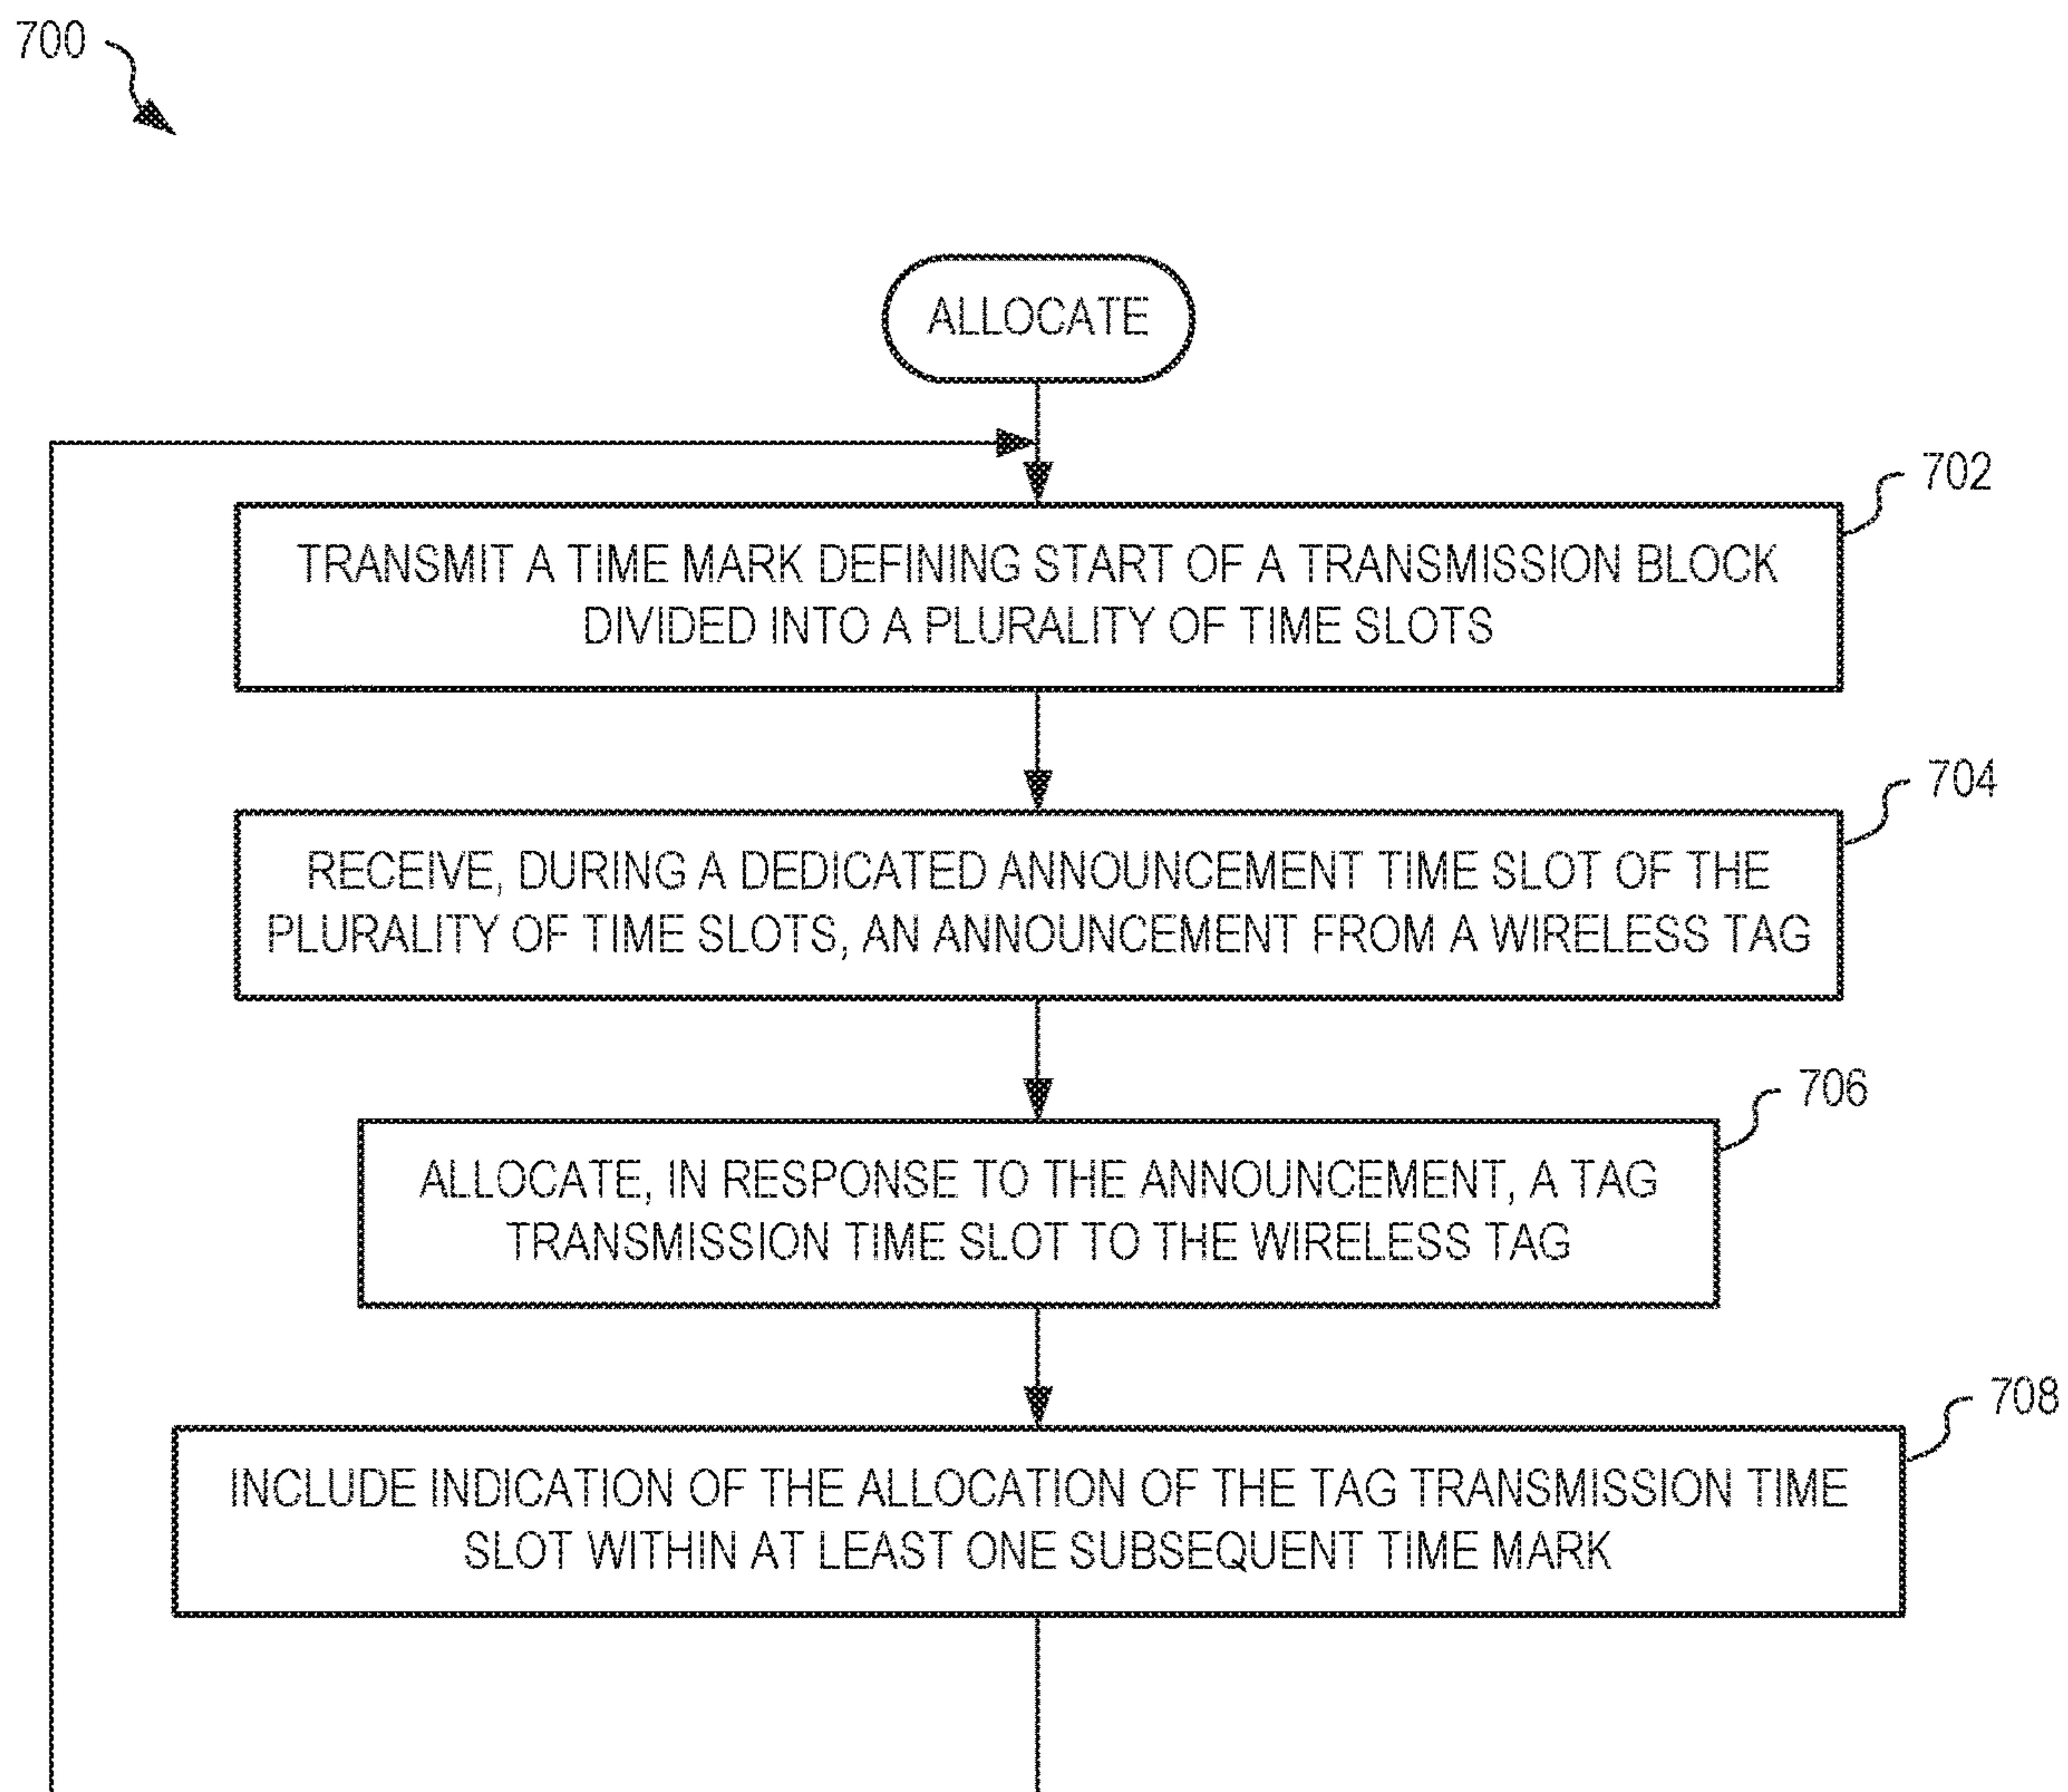 700
ALLOCATE
702
TRANSMIT A TIME MARK DEFINING START OF A TRANSMISSION BLOCK
DIVIDED INTO A PLURALITY OF TIME SLOTS
704
RECEIVE, DURING A DEDICATED ANNOUNCEMENT TIME SLOT OF THE
PLURALITY OF TIME SLOTS, AN ANNOUNCEMENT FROM A WIRELESS TAG
706
ALLOCATE, IN RESPONSE TO THE ANNOUNCEMENT, A TAG
TRANSMISSION TIME SLOT TO THE WIRELESS TAG
708
INCLUDE INDICATION OF THE ALLOCATION OF THE TAG TRANSMISSION TIME
SLOT WITHIN AT LEAST ONE SUBSEQUENT TIME MARK